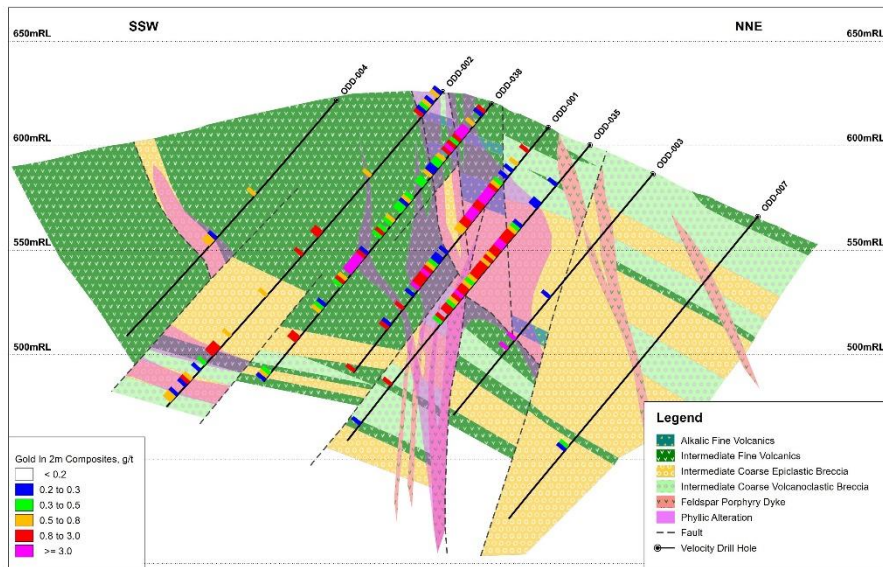 SSW
NNE
650mRL
650mRL
ODD-004
ODD-002
ODD-038
ODD-001
ODD-035
ODD-003
ODD-007
600mRL
600mRL
550mRL
550mRL
500mRL
500mRL
Legend
Alkalic Fine Volcanics
Intermediate Fine Volcanics
Intermediate Coarse Epiclastic Breccia
Intermediate Coarse Volcanoclastic Breccia
Feldspar Porphyry Dyke
Phyllic Alteration
Fault
Velocity Drill Hole
Gold In 2m Composites, g/t
< 0.2
0.2 to 0.3
0.3 to 0.5
0.5 to 0.8
0.8 to 3.0
>= 3.0